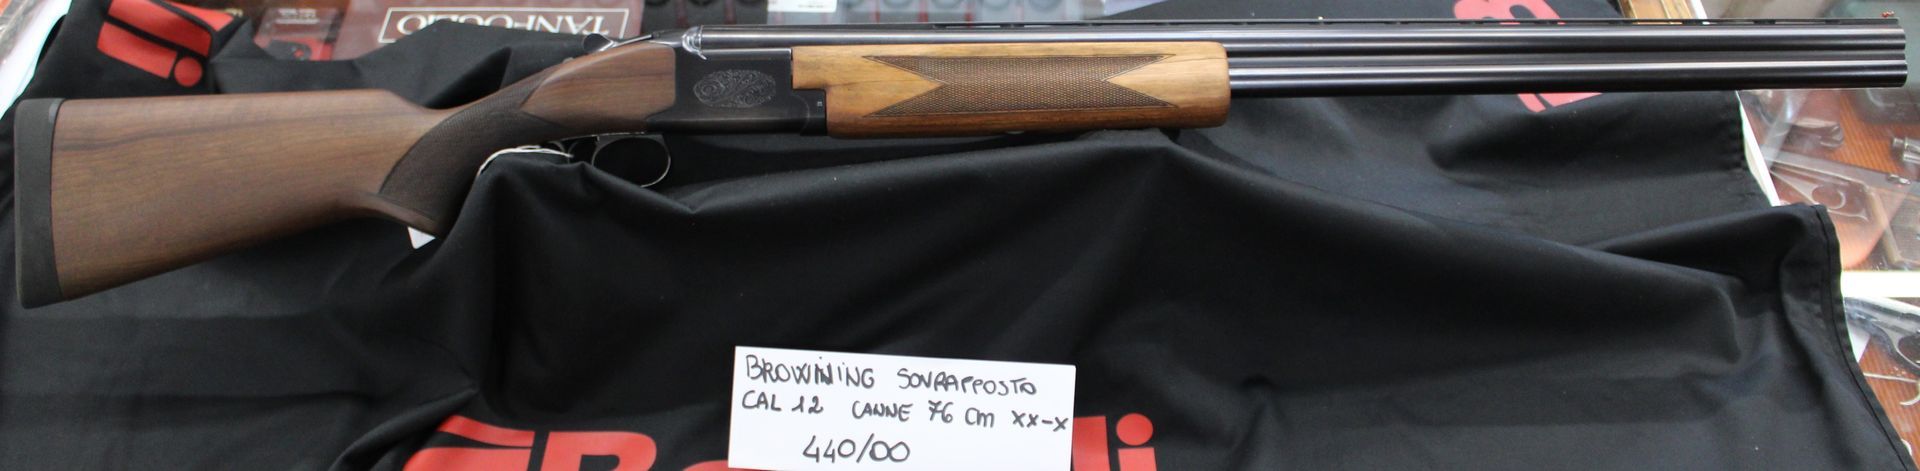 TANFOGLIO
BROWNING SOVRAPPOSTO
CAL 12 CANNE 76 CM XX-X
440/00